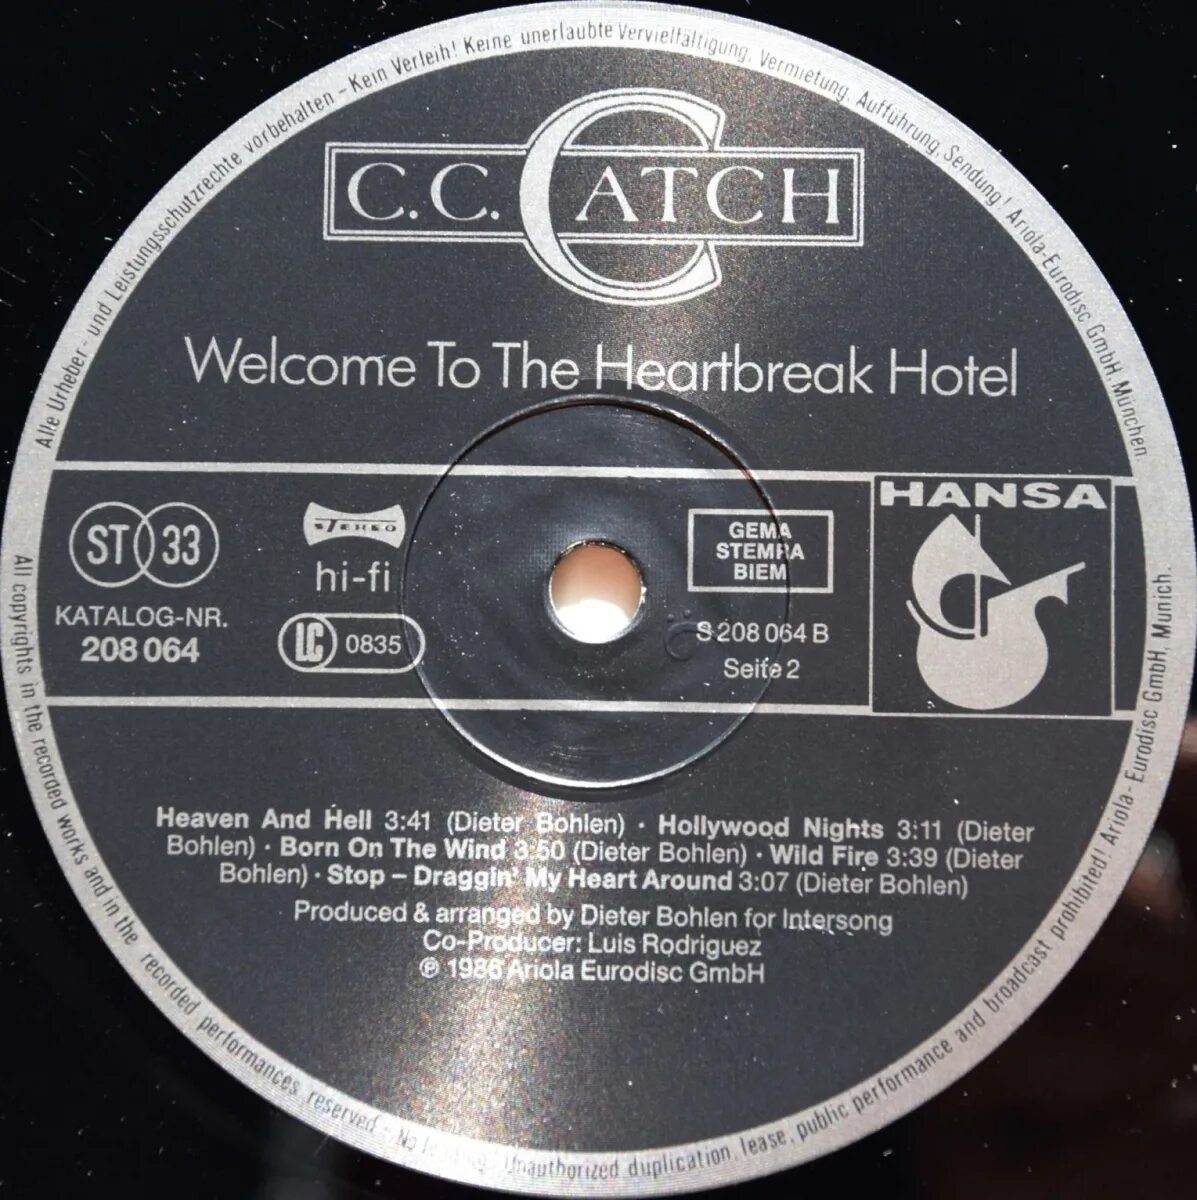 Alle Urheber- und Leistungsschutzrechte vorbehalten – Kein Verleih! Keine unerlaubte Vervielfältigung, Vermietung, Aufführung, Sendung! Ariola-Eurodisc GmbH, München
C.C. CATCH
Welcome To The Heartbreak Hotel
ST 33
KATALOG-NR.
208 064
STEREO
hi-fi
LC 0835
GEMA
STEMRA
BIEM
S 208 064 B
Seite 2
HANSA
Heaven And Hell 3:41 (Dieter Bohlen) · Hollywood Nights 3:11 (Dieter
Bohlen) · Born On The Wind 3:50 (Dieter Bohlen) · Wild Fire 3:39 (Dieter
Bohlen) · Stop – Draggin' My Heart Around 3:07 (Dieter Bohlen)
Produced & arranged by Dieter Bohlen for Intersong
Co-Producer: Luis Rodriguez
℗ 1986 Ariola Eurodisc GmbH
All copyrights in the recorded works and in the recorded performances reserved – No Unauthorized duplication, lease, public performance and broadcast prohibited! Ariola- Eurodisc GmbH, Munich.